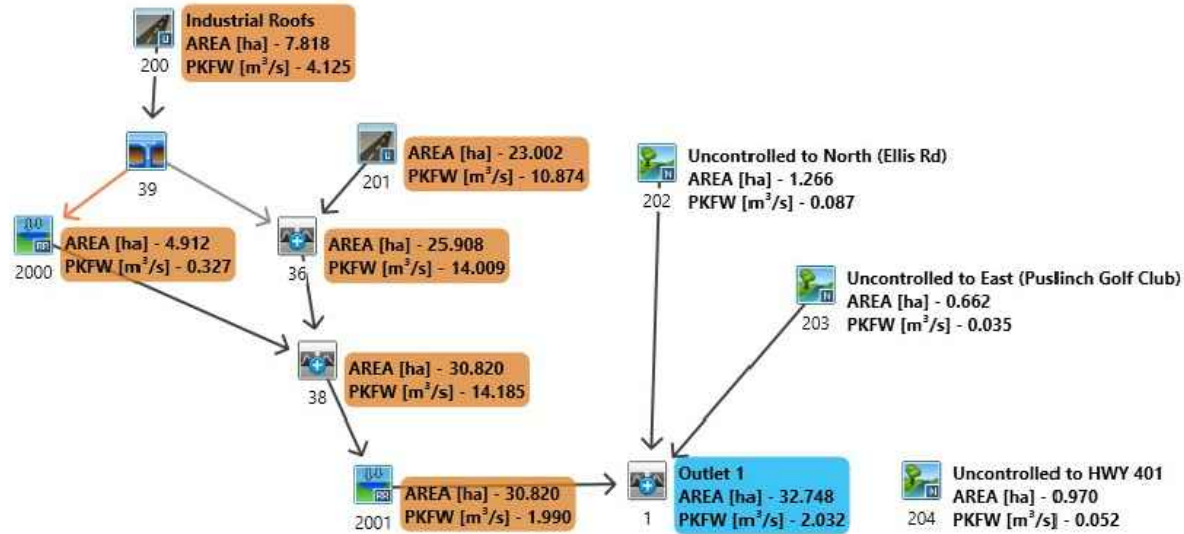 Industrial Roofs
AREA [ha] - 7.818
PKFW [m³/s] - 4.125
U
200
39
U
AREA [ha] - 23.002
PKFW [m³/s] - 10.874
201
N
Uncontrolled to North (Ellis Rd)
AREA [ha] - 1.266
PKFW [m³/s] - 0.087
202
RR
AREA [ha] - 4.912
PKFW [m³/s] - 0.327
2000
AREA [ha] - 25.908
PKFW [m³/s] - 14.009
36
N
Uncontrolled to East (Puslinch Golf Club)
AREA [ha] - 0.662
PKFW [m³/s] - 0.035
203
AREA [ha] - 30.820
PKFW [m³/s] - 14.185
38
RR
AREA [ha] - 30.820
PKFW [m³/s] - 1.990
2001
Outlet 1
AREA [ha] - 32.748
PKFW [m³/s] - 2.032
1
N
Uncontrolled to HWY 401
AREA [ha] - 0.970
PKFW [m³/s] - 0.052
204